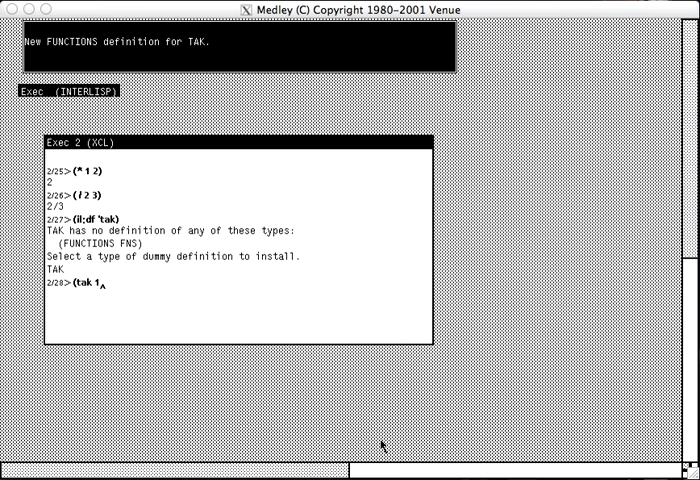 Medley (C) Copyright 1980-2001 Venue
New FUNCTIONS definition for TAK.
Exec (INTERLISP)
Exec 2 (XCL)
2/25> (* 1 2)
2
2/26> (/ 2 3)
2/3
2/27> (il:df 'tak)
TAK has no definition of any of these types:
(FUNCTIONS FNS)
Select a type of dummy definition to install.
TAK
2/28> (tak 1